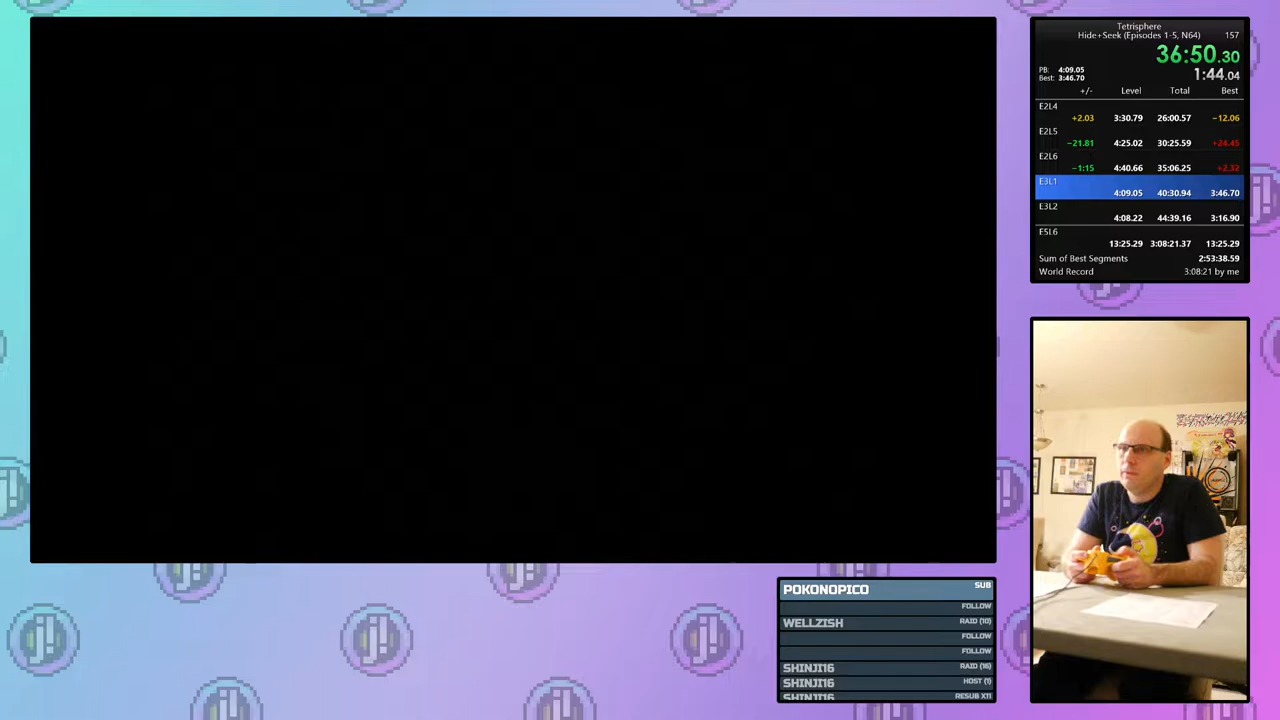 Tetrisphere
Hide+Seek (Episodes 1-5, N64) 157
36:50.30
PB: 4:09.05
Best: 3:46.70
1:44.04
+/- Level Total Best
E2L4
+2.03 3:30.79 26:00.57 −12.06
E2L5
−21.81 4:25.02 30:25.59 +24.45
E2L6
−1:15 4:40.66 35:06.25 +2.32
E3L1
4:09.05 40:30.94 3:46.70
E3L2
4:08.22 44:39.16 3:16.90
E5L6
13:25.29 3:08:21.37 13:25.29
Sum of Best Segments 2:53:38.59
World Record 3:08:21 by me
POKONOPICO SUB
FOLLOW
WELLZISH RAID (10)
FOLLOW
FOLLOW
SHINJI16 RAID (16)
SHINJI16 HOST (1)
SHINJI16 RESUB X11